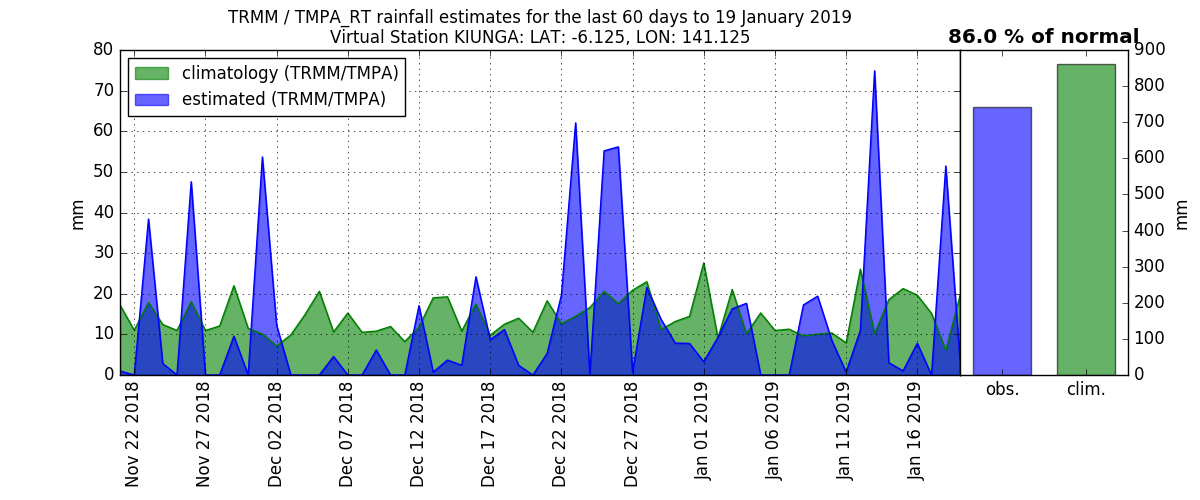 TRMM / TMPA_RT rainfall estimates for the last 60 days to 19 January 2019
Virtual Station KIUNGA: LAT: -6.125, LON: 141.125
86.0 % of normal
climatology (TRMM/TMPA)
estimated (TRMM/TMPA)
mm
80
70
60
50
40
30
20
10
0
Nov 22 2018
Nov 27 2018
Dec 02 2018
Dec 07 2018
Dec 12 2018
Dec 17 2018
Dec 22 2018
Dec 27 2018
Jan 01 2019
Jan 06 2019
Jan 11 2019
Jan 16 2019
obs.
clim.
900
800
700
600
500
400
300
200
100
0
mm